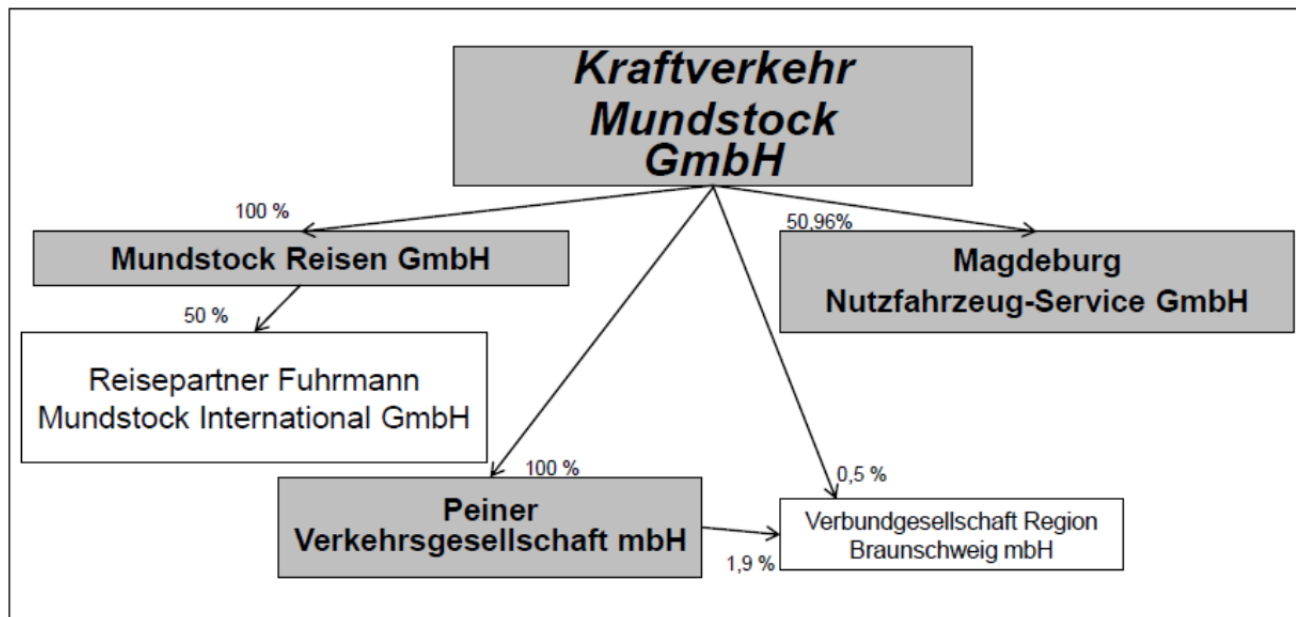 Kraftverkehr
Mundstock
GmbH
100 %
50,96%
Mundstock Reisen GmbH
Magdeburg
Nutzfahrzeug-Service GmbH
50 %
Reisepartner Fuhrmann
Mundstock International GmbH
100 %
0,5 %
Peiner
Verkehrsgesellschaft mbH
Verbundgesellschaft Region
Braunschweig mbH
1,9 %